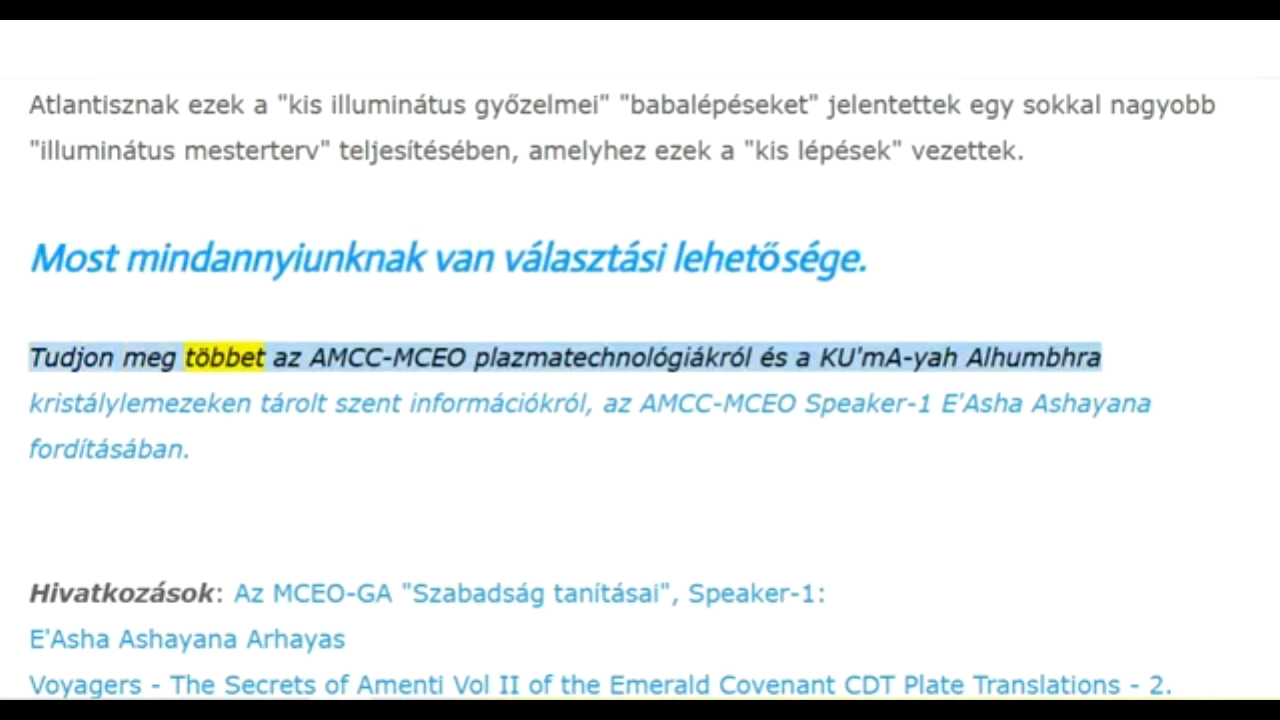 Atlantisznak ezek a "kis illuminátus győzelmei" "babalépéseket" jelentettek egy sokkal nagyobb
"illuminátus mesterterv" teljesítésében, amelyhez ezek a "kis lépések" vezettek.
Most mindannyiunknak van választási lehetősége.
Tudjon meg többet az AMCC-MCEO plazmatechnológiákról és a KU'mA-yah Alhumbhra
kristálylemezeken tárolt szent információkról, az AMCC-MCEO Speaker-1 E'Asha Ashayana
fordításában.
Hivatkozások: Az MCEO-GA "Szabadság tanításai", Speaker-1:
E'Asha Ashayana Arhayas
Voyagers - The Secrets of Amenti Vol II of the Emerald Covenant CDT Plate Translations - 2.